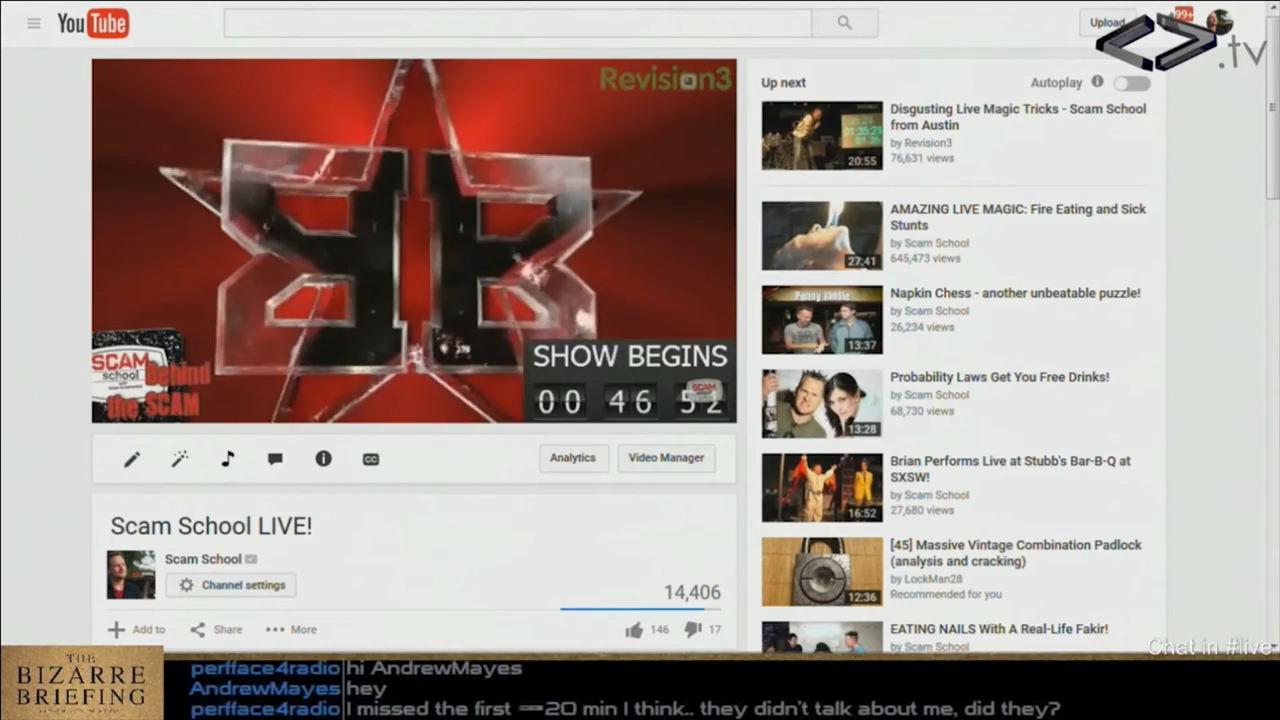 YouTube
Upload
99+
.tv
Revision3
SCAM
school
Behind
the SCAM
SHOW BEGINS
00 46 52
SCAM
Analytics
Video Manager
Scam School LIVE!
Scam School
Channel settings
14,406
Add to
Share
More
146
17
Up next
Autoplay
Disgusting Live Magic Tricks - Scam School
from Austin
by Revision3
76,631 views
20:55
AMAZING LIVE MAGIC: Fire Eating and Sick
Stunts
by Scam School
645,473 views
27:41
Napkin Chess - another unbeatable puzzle!
by Scam School
26,234 views
13:37
Probability Laws Get You Free Drinks!
by Scam School
68,730 views
13:28
Brian Performs Live at Stubb's Bar-B-Q at
SXSW!
by Scam School
27,680 views
16:52
[45] Massive Vintage Combination Padlock
(analysis and cracking)
by LockMan28
Recommended for you
12:36
EATING NAILS With A Real-Life Fakir!
by Scam School
Chat in #live
THE
BIZARRE
BRIEFING
perfface4radio hi AndrewMayes
AndrewMayes hey
perfface4radio I missed the first ~20 min I think.. they didn't talk about me, did they?